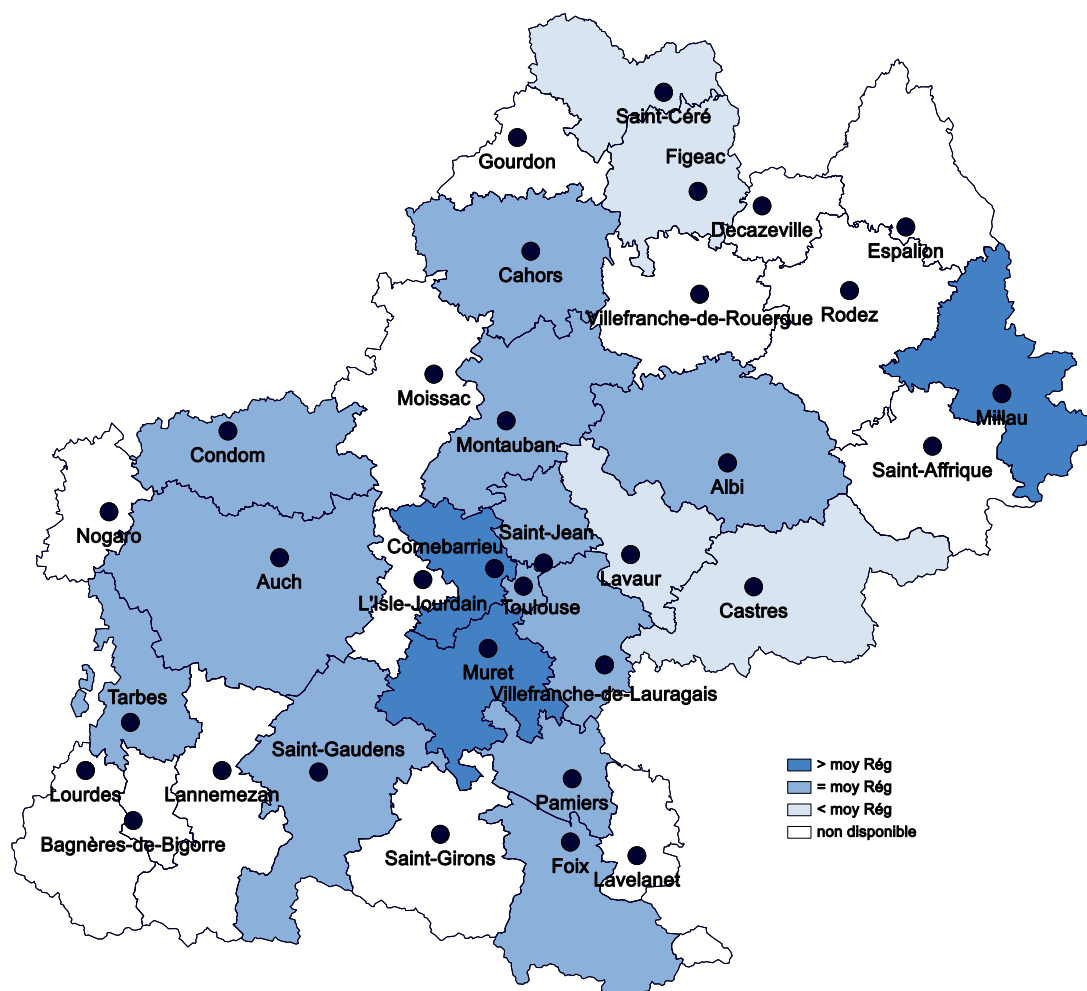 Saint-Céré
Gourdon
Figeac
Decazeville
Espalion
Cahors
Villefranche-de-Rouergue
Rodez
Moissac
Millau
Condom
Montauban
Saint-Affrique
Albi
Nogaro
Saint-Jean
Cornebarrieu
Auch
Lavaur
L'Isle-Jourdain
Toulouse
Castres
Muret
Villefranche-de-Lauragais
Tarbes
Saint-Gaudens
Lourdes
Lannemezan
Pamiers
Bagnères-de-Bigorre
Saint-Girons
Foix
Lavelanet
> moy Rég
= moy Rég
< moy Rég
non disponible